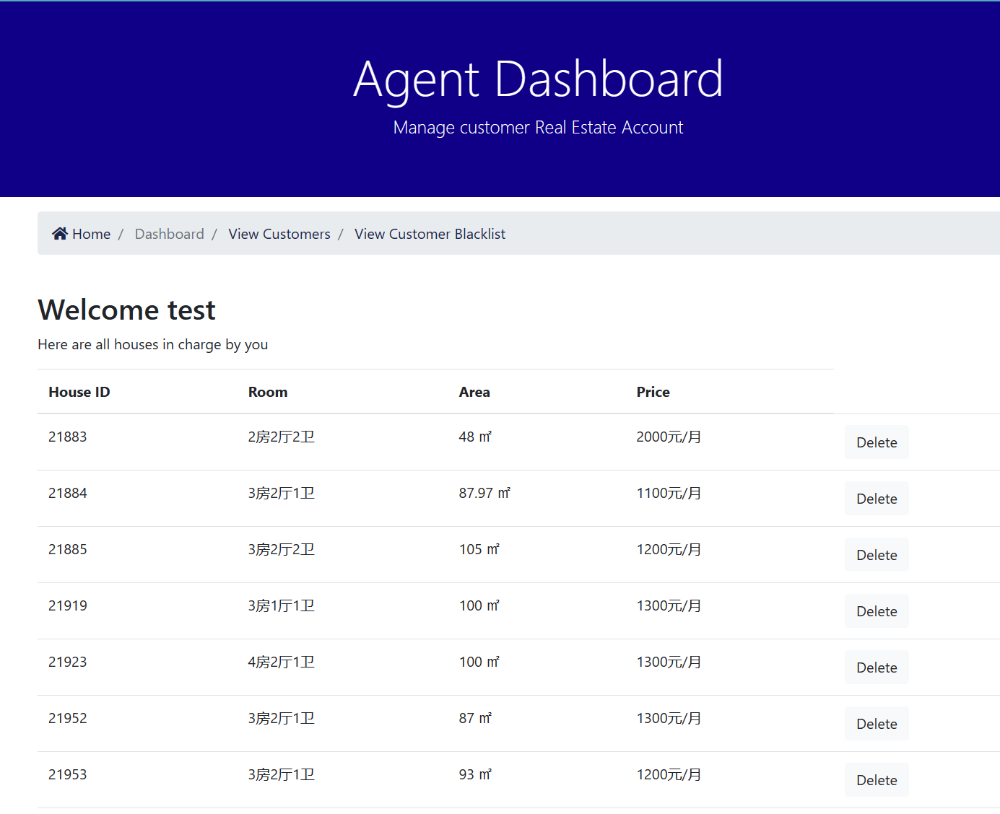 Agent Dashboard
Manage customer Real Estate Account
Home / Dashboard / View Customers / View Customer Blacklist
Welcome test
Here are all houses in charge by you
House ID Room Area Price
21883 2房2厅2卫 48 ㎡ 2000元/月 Delete
21884 3房2厅1卫 87.97 ㎡ 1100元/月 Delete
21885 3房2厅2卫 105 ㎡ 1200元/月 Delete
21919 3房1厅1卫 100 ㎡ 1300元/月 Delete
21923 4房2厅1卫 100 ㎡ 1300元/月 Delete
21952 3房2厅1卫 87 ㎡ 1300元/月 Delete
21953 3房2厅1卫 93 ㎡ 1200元/月 Delete